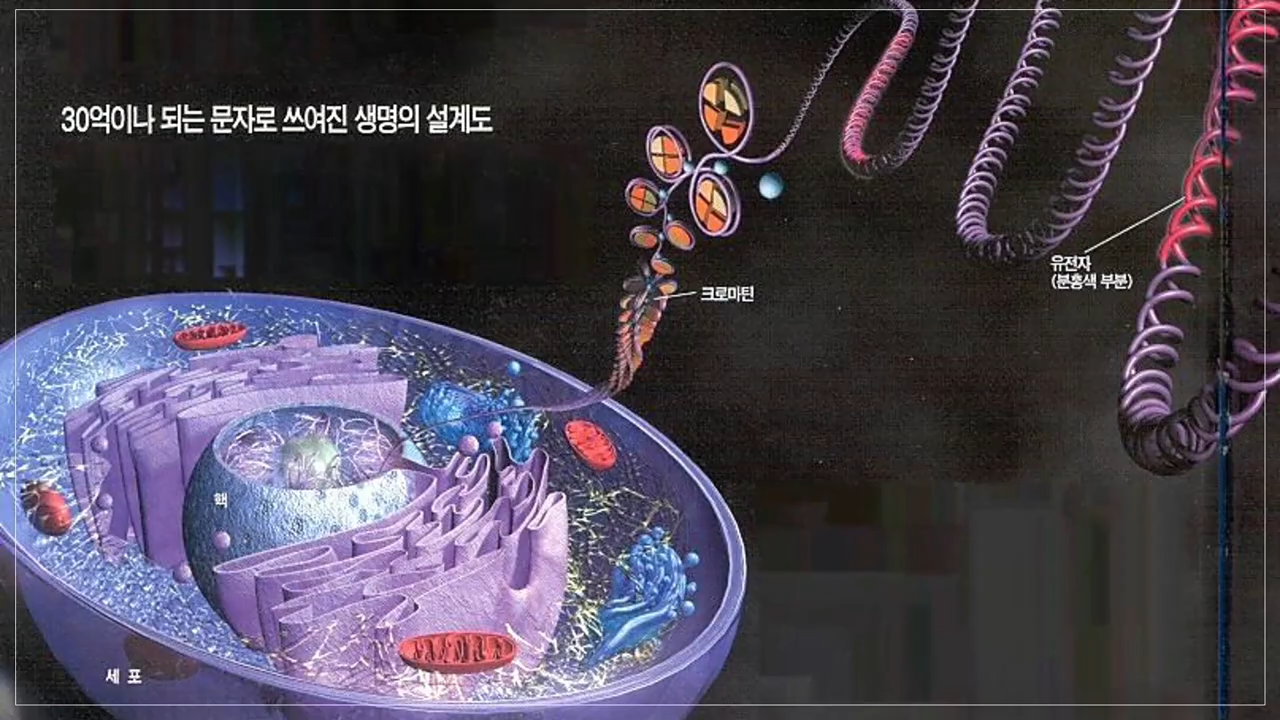 30억이나 되는 문자로 쓰여진 생명의 설계도
유전자
(분홍색 부분)
크로마틴
핵
세 포